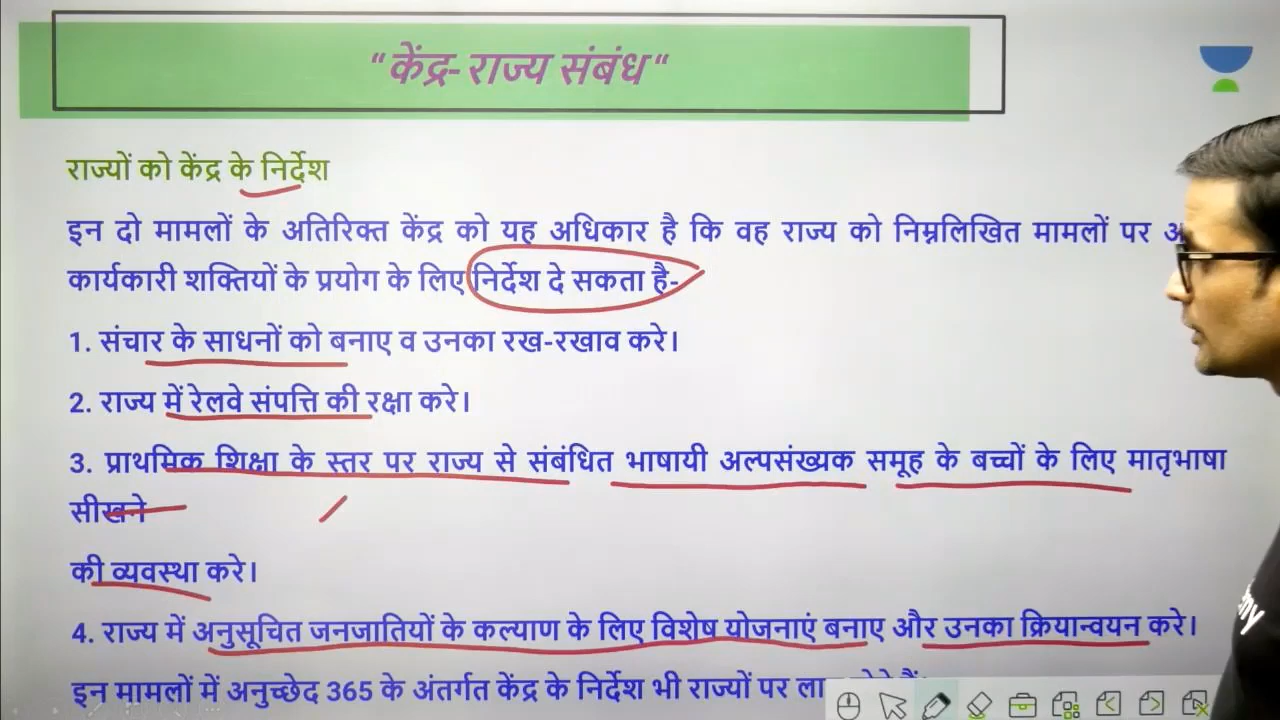 “केंद्र- राज्य संबंध“
राज्यों को केंद्र के निर्देश
इन दो मामलों के अतिरिक्त केंद्र को यह अधिकार है कि वह राज्य को निम्नलिखित मामलों पर
कार्यकारी शक्तियों के प्रयोग के लिए निर्देश दे सकता है-
1. संचार के साधनों को बनाए व उनका रख-रखाव करे।
2. राज्य में रेलवे संपत्ति की रक्षा करे।
3. प्राथमिक शिक्षा के स्तर पर राज्य से संबंधित भाषायी अल्पसंख्यक समूह के बच्चों के लिए मातृभाषा
सीखने
की व्यवस्था करे।
4. राज्य में अनुसूचित जनजातियों के कल्याण के लिए विशेष योजनाएं बनाए और उनका क्रियान्वयन करे।
इन मामलों में अनुच्छेद 365 के अंतर्गत केंद्र के निर्देश भी राज्यों पर